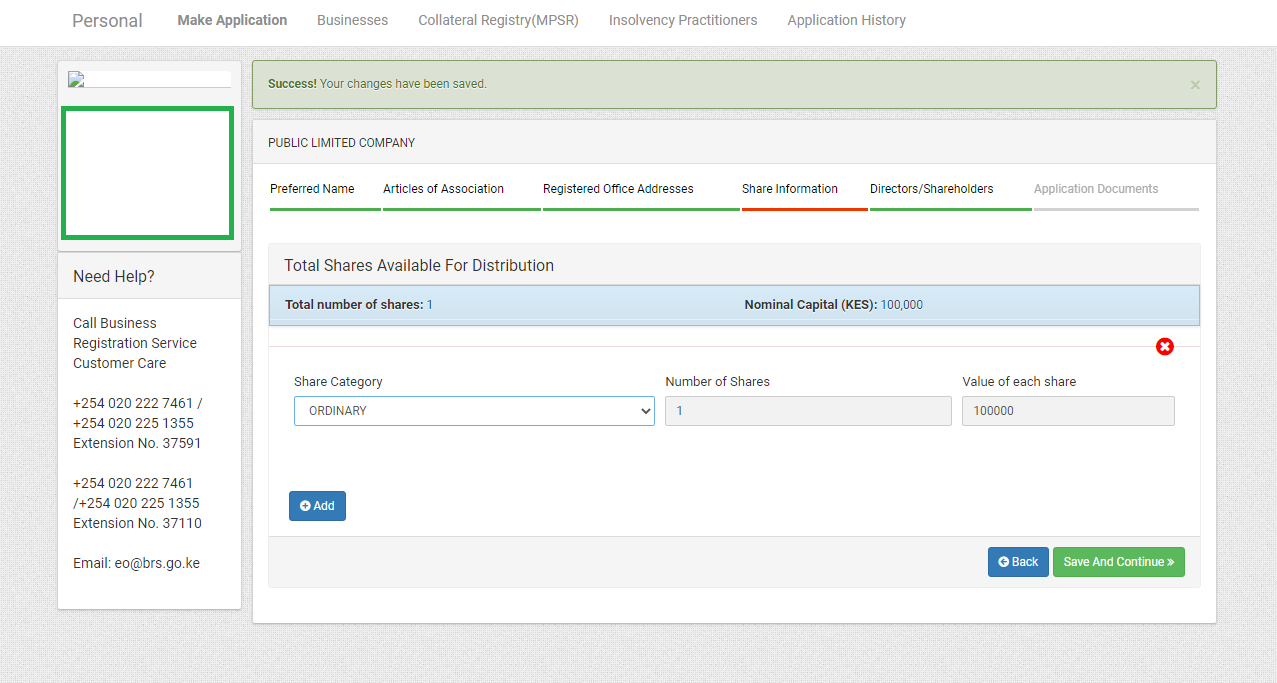 Personal Make Application Businesses Collateral Registry(MPSR) Insolvency Practitioners Application History
Success! Your changes have been saved. ×
PUBLIC LIMITED COMPANY
Preferred Name Articles of Association Registered Office Addresses Share Information Directors/Shareholders Application Documents
Need Help?
Call Business
Registration Service
Customer Care
+254 020 222 7461 /
+254 020 225 1355
Extension No. 37591
+254 020 222 7461
/+254 020 225 1355
Extension No. 37110
Email: eo@brs.go.ke
Total Shares Available For Distribution
Total number of shares: 1 Nominal Capital (KES): 100,000
Share Category Number of Shares Value of each share
ORDINARY 1 100000
Add
Back Save And Continue »